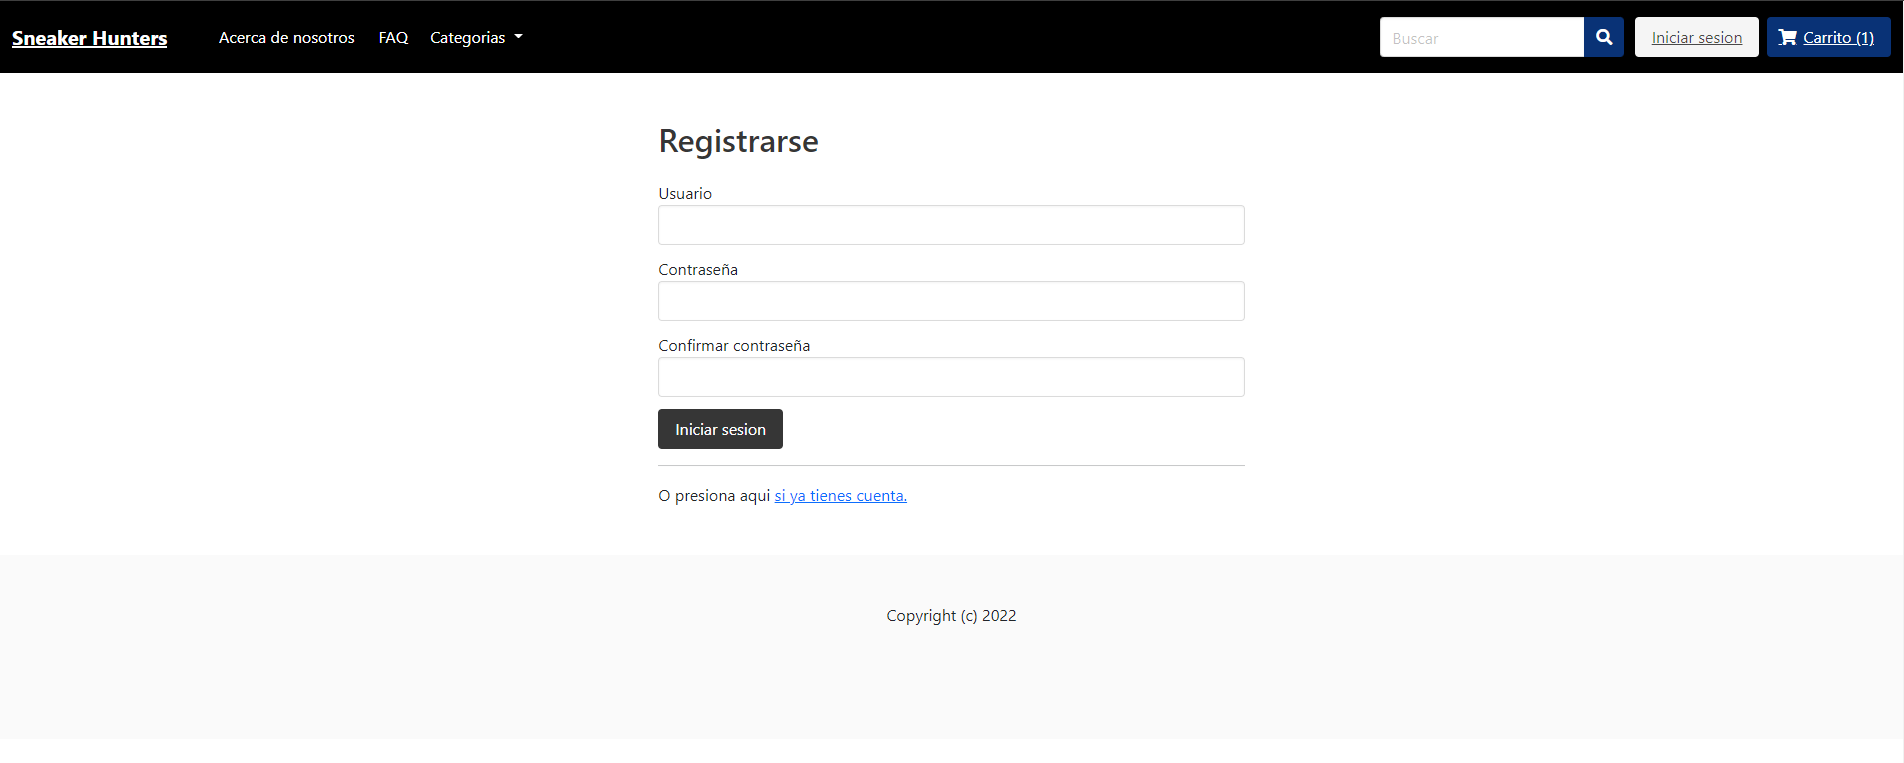 Sneaker Hunters Acerca de nosotros FAQ Categorias Buscar Iniciar sesion Carrito (1)
Registrarse
Usuario
Contraseña
Confirmar contraseña
Iniciar sesion
O presiona aqui si ya tienes cuenta.
Copyright (c) 2022